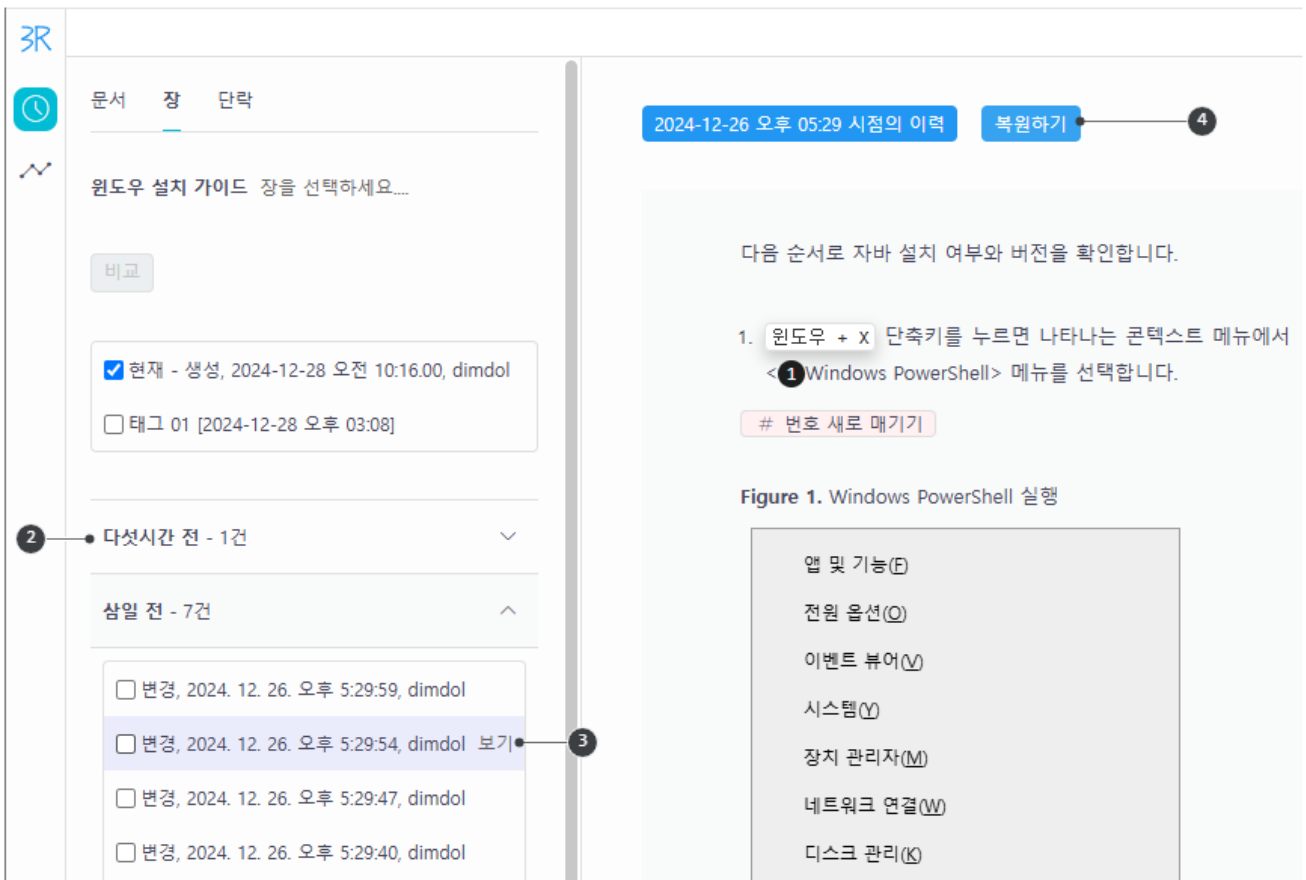 3R
문서 장 단락
윈도우 설치 가이드 장을 선택하세요....
비교
현재 - 생성, 2024-12-28 오전 10:16.00, dimdol
태그 01 [2024-12-28 오후 03:08]
2
다섯시간 전 - 1건
삼일 전 - 7건
변경, 2024. 12. 26. 오후 5:29:59, dimdol
변경, 2024. 12. 26. 오후 5:29:54, dimdol 보기
3
변경, 2024. 12. 26. 오후 5:29:47, dimdol
변경, 2024. 12. 26. 오후 5:29:40, dimdol
2024-12-26 오후 05:29 시점의 이력 복원하기
4
다음 순서로 자바 설치 여부와 버전을 확인합니다.
1. 윈도우 + X 단축키를 누르면 나타나는 콘텍스트 메뉴에서
<1Windows PowerShell> 메뉴를 선택합니다.
# 번호 새로 매기기
Figure 1. Windows PowerShell 실행
앱 및 기능(F)
전원 옵션(O)
이벤트 뷰어(V)
시스템(Y)
장치 관리자(M)
네트워크 연결(W)
디스크 관리(K)